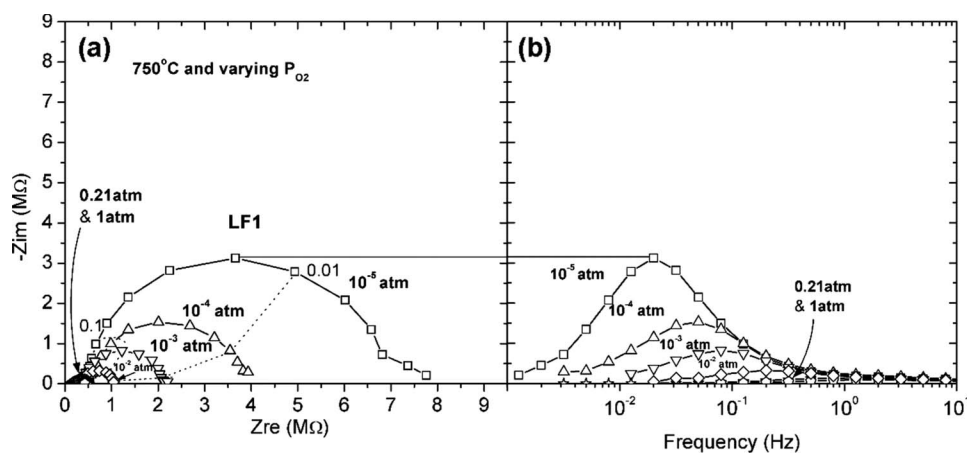 (a)
(b)
750°C and varying P_O2
9
8
7
6
5
4
3
2
1
0
-Zim (MΩ)
0.21atm
& 1atm
LF1
0.01
10⁻⁵ atm
0.1
10⁻⁴ atm
10⁻³ atm
10⁻² atm
0 1 2 3 4 5 6 7 8 9
Zre (MΩ)
10⁻⁵ atm
10⁻⁴ atm
10⁻³ atm
10⁻² atm
0.21atm
& 1atm
10⁻² 10⁻¹ 10⁰ 10¹
Frequency (Hz)